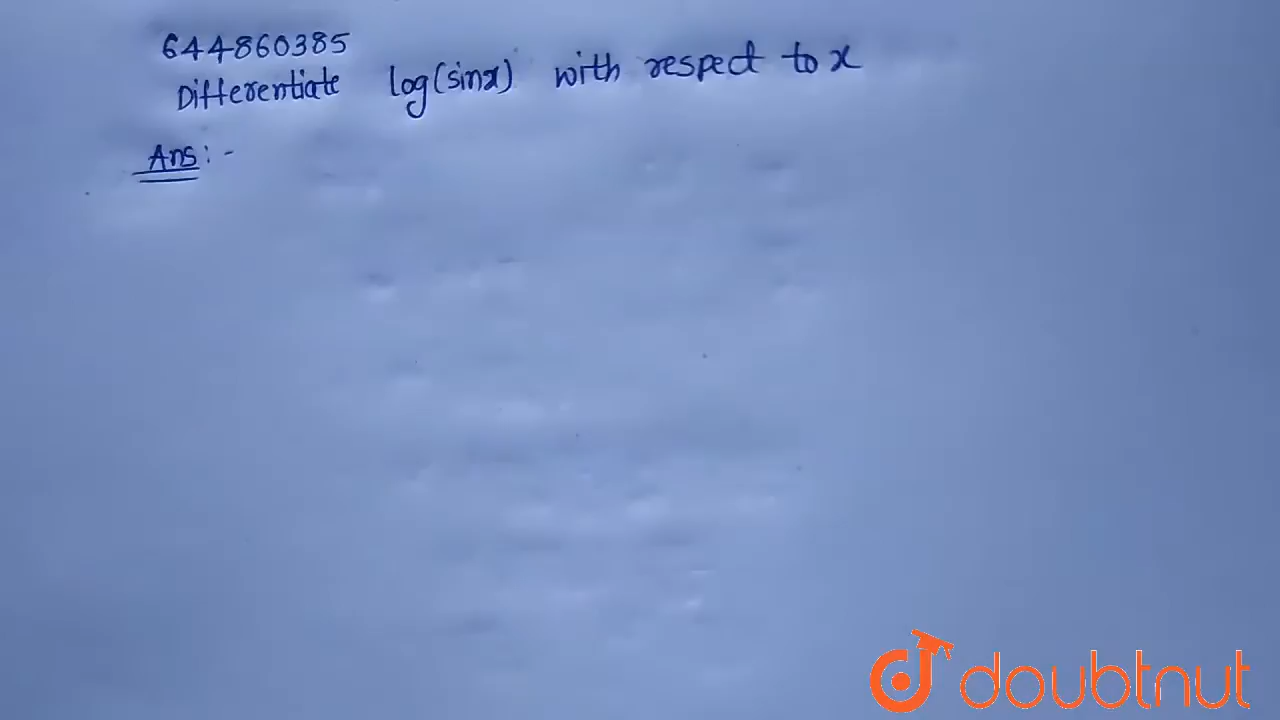 644860385
Differentiate log(sinx) with respect to x
Ans:-
doubtnut